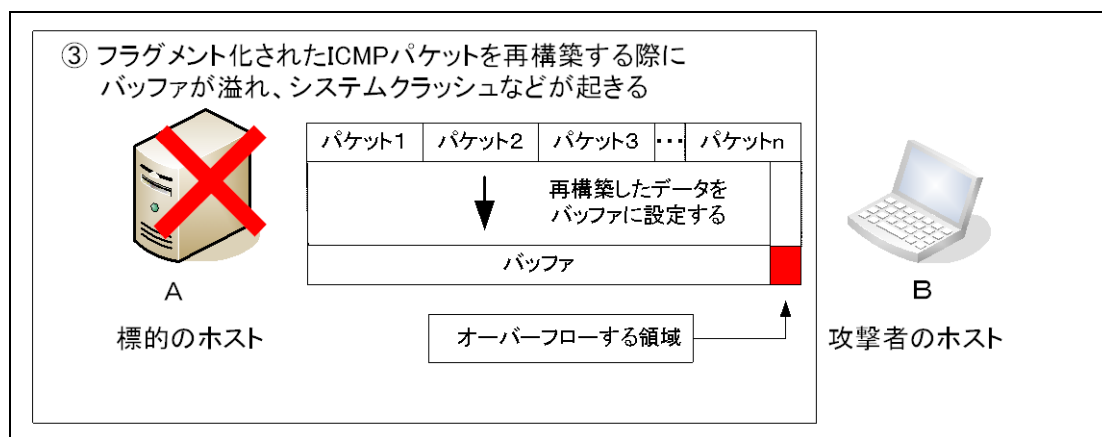 ③ フラグメント化されたICMPパケットを再構築する際に
バッファが溢れ、システムクラッシュなどが起きる
パケット1 パケット2 パケット3 ･･･ パケットn
再構築したデータを
バッファに設定する
バッファ
A
標的のホスト
オーバーフローする領域
B
攻撃者のホスト